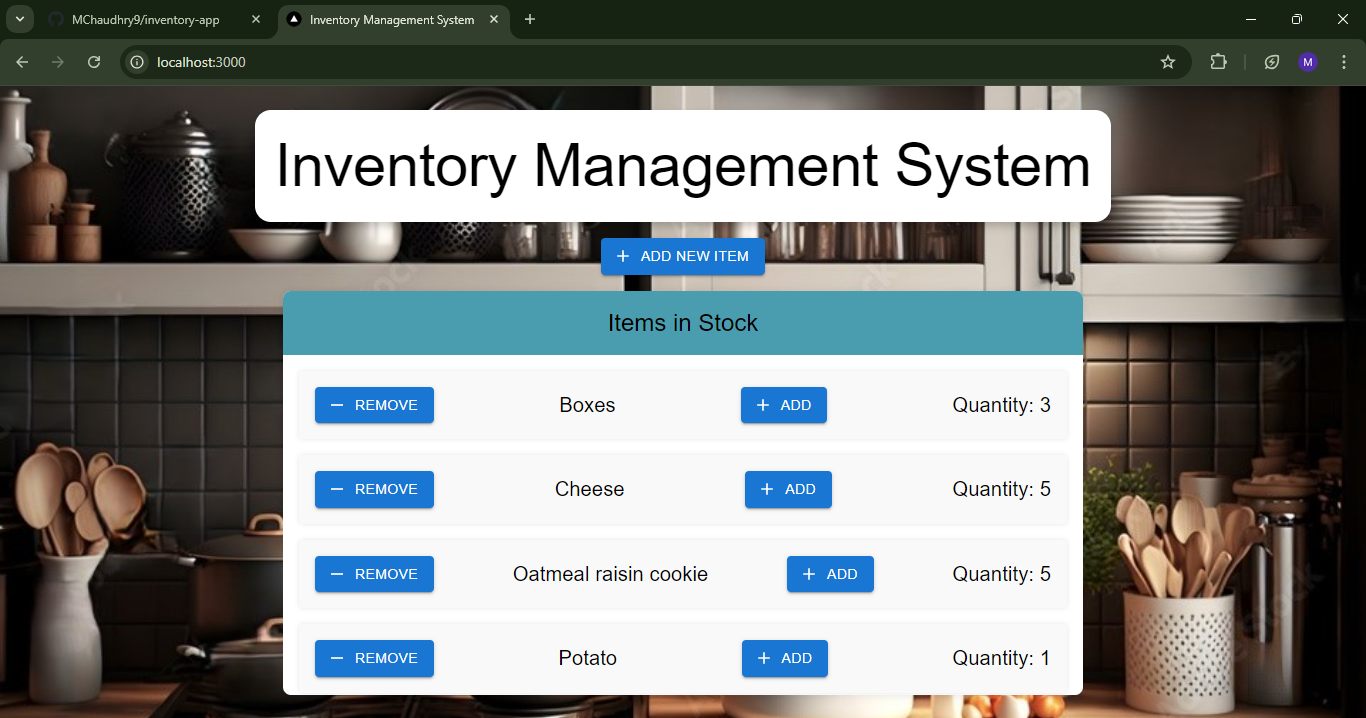 MChaudhry9/inventory-app
Inventory Management System
localhost:3000
M
Inventory Management System
+ ADD NEW ITEM
Items in Stock
− REMOVE Boxes + ADD Quantity: 3
− REMOVE Cheese + ADD Quantity: 5
− REMOVE Oatmeal raisin cookie + ADD Quantity: 5
− REMOVE Potato + ADD Quantity: 1